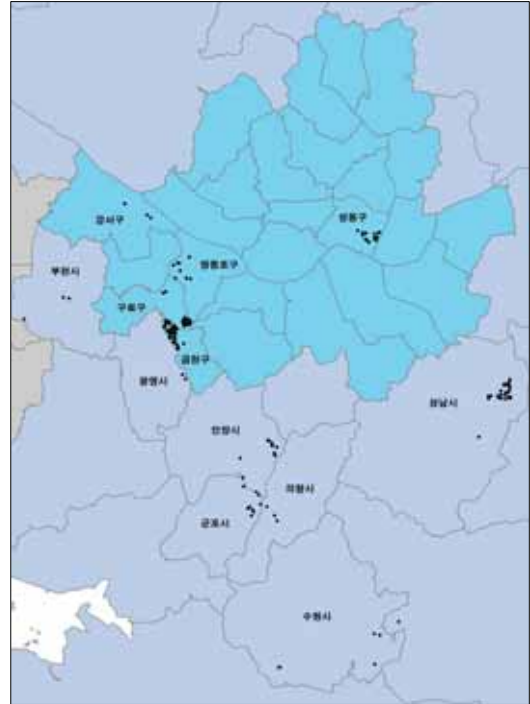 강서구
성동구
영등포구
부천시
구로구
금천구
광명시
성남시
안양시
의왕시
군포시
수원시